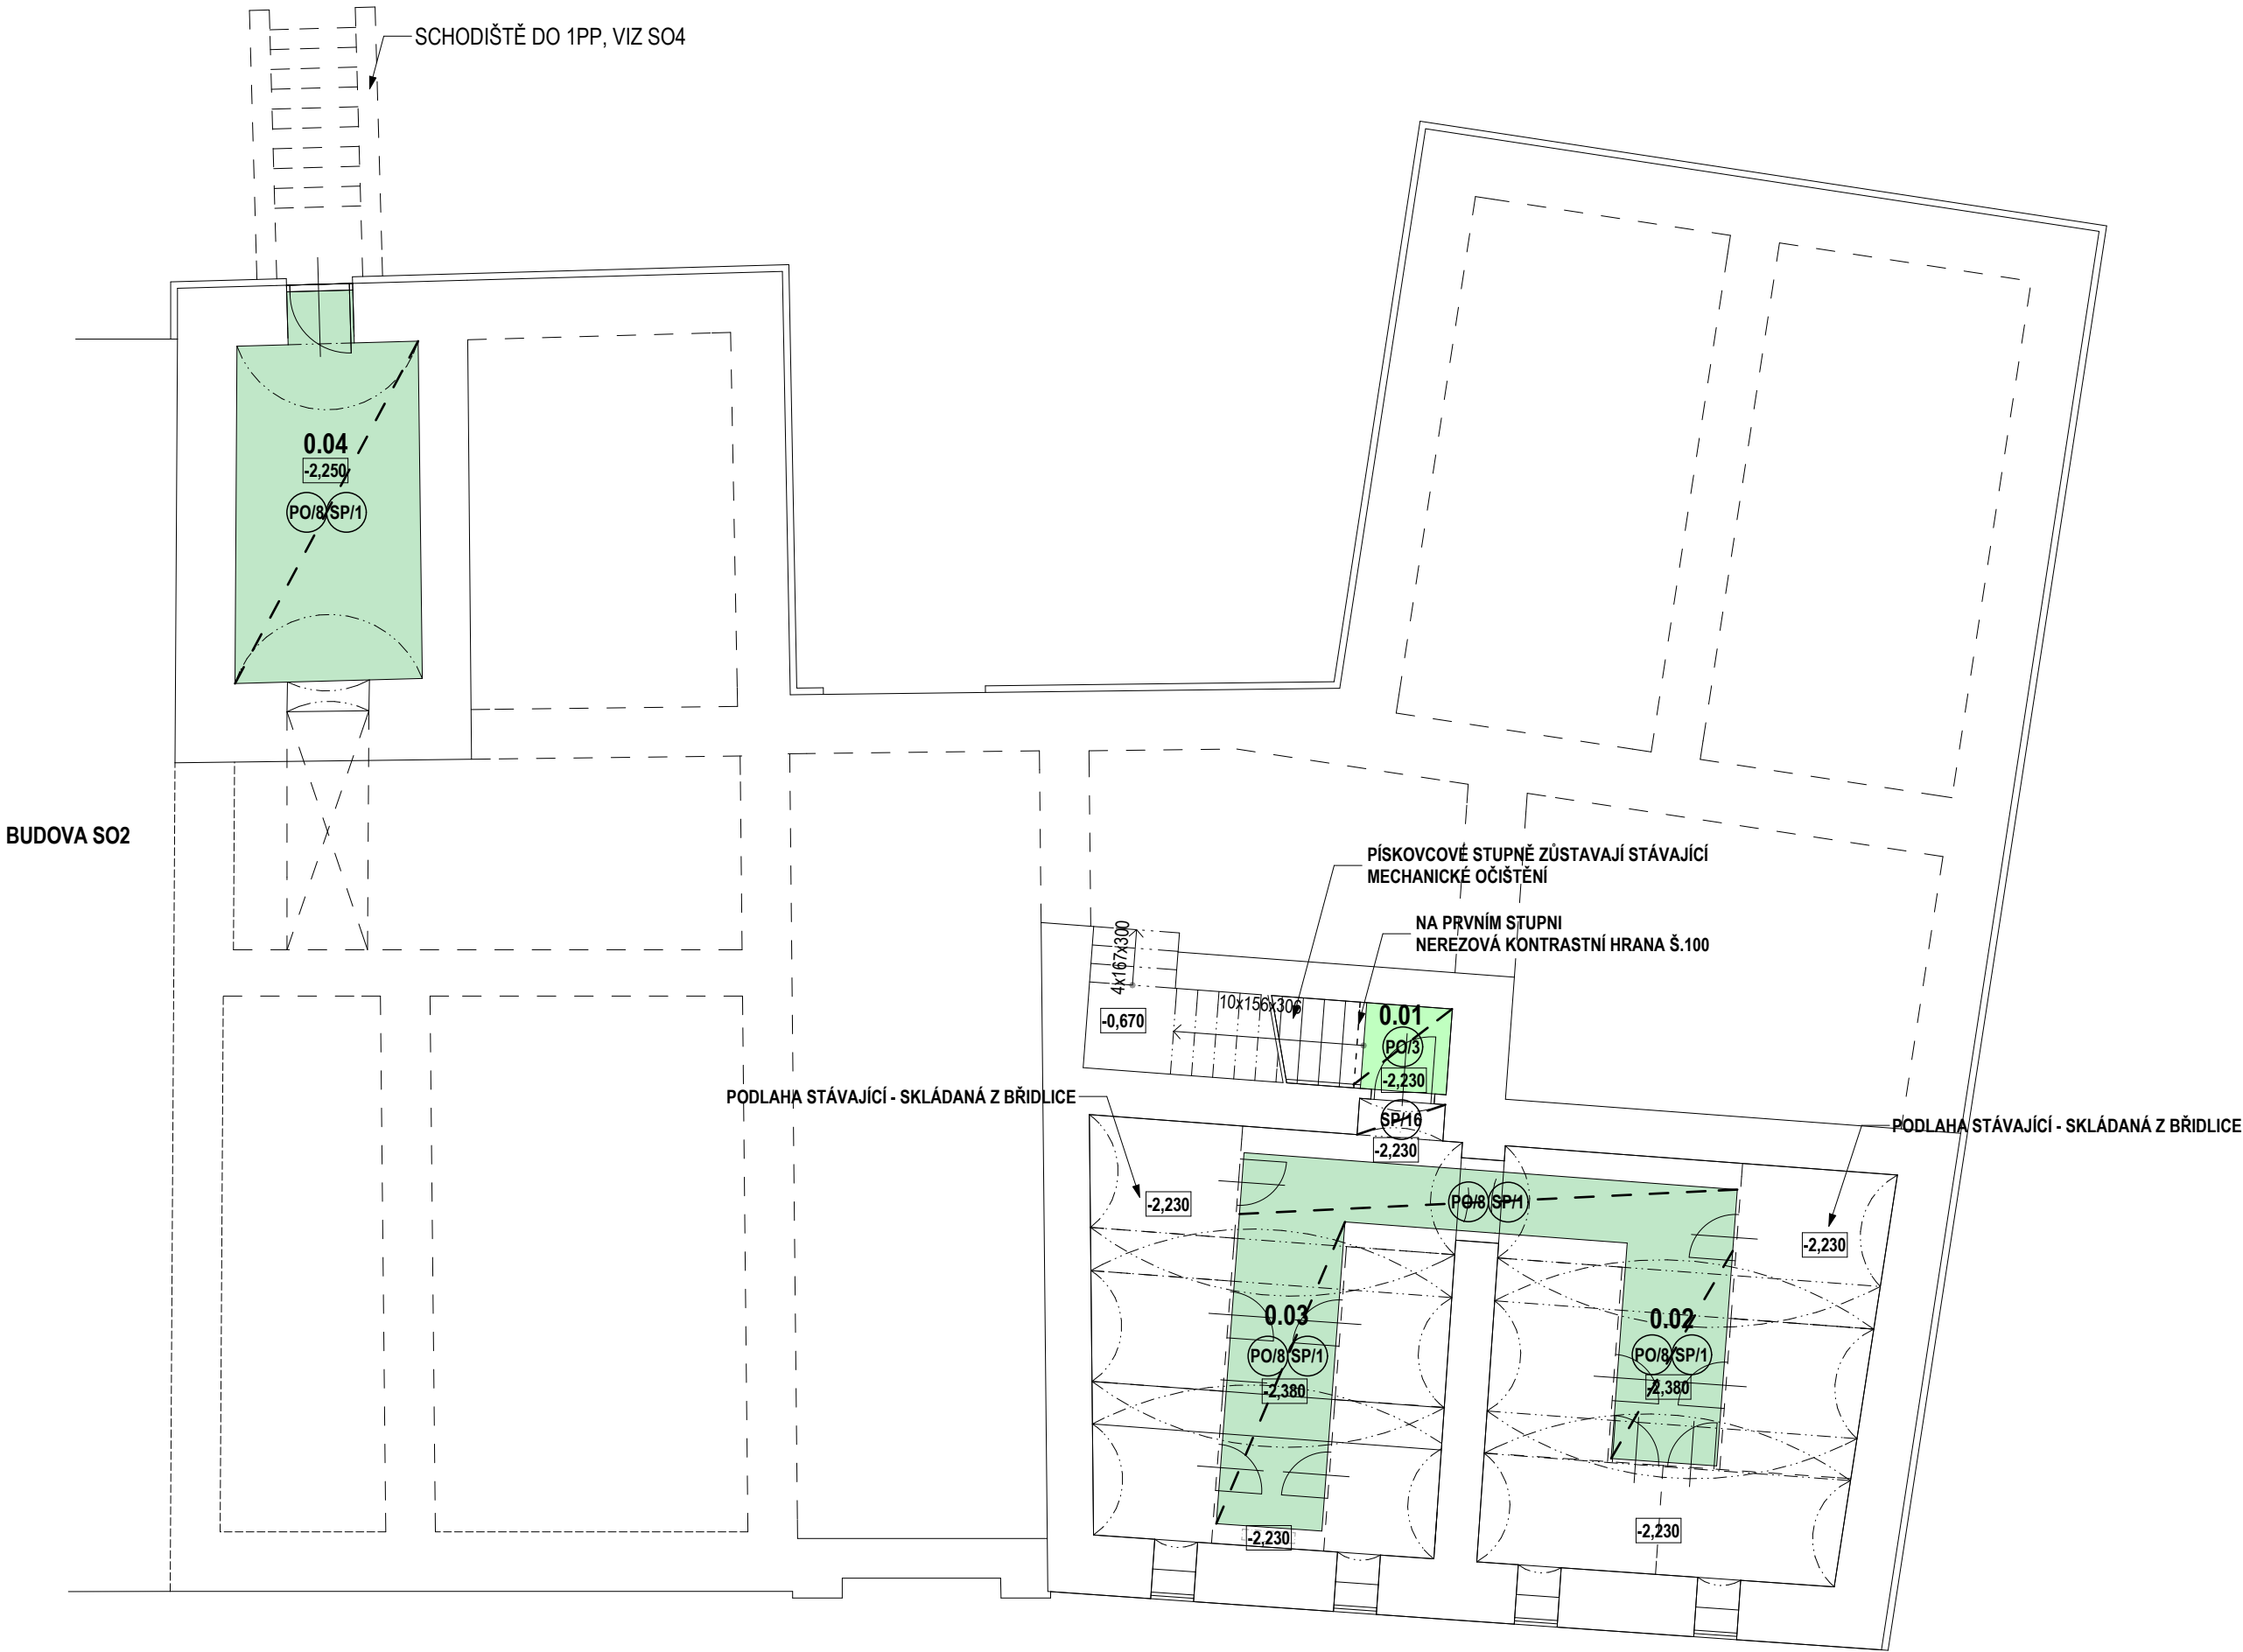 SCHODIŠTĚ DO 1PP, VIZ SO4
0.04
-2,250
PO/8 SP/1
BUDOVA SO2
PÍSKOVCOVÉ STUPNĚ ZŮSTAVAJÍ STÁVAJÍCÍ
MECHANICKÉ OČIŠTĚNÍ
NA PRVNÍM STUPNI
NEREZOVÁ KONTRASTNÍ HRANA Š.100
4x167x300
10x156x306
-0,670
0.01
PO/3
-2,230
PODLAHA STÁVAJÍCÍ - SKLÁDANÁ Z BŘIDLICE
SP/16
-2,230
PODLAHA STÁVAJÍCÍ - SKLÁDANÁ Z BŘIDLICE
-2,230
PO/8 SP/1
-2,230
0.03
PO/8 SP/1
-2,380
0.02
PO/8 SP/1
-2,380
-2,230
-2,230